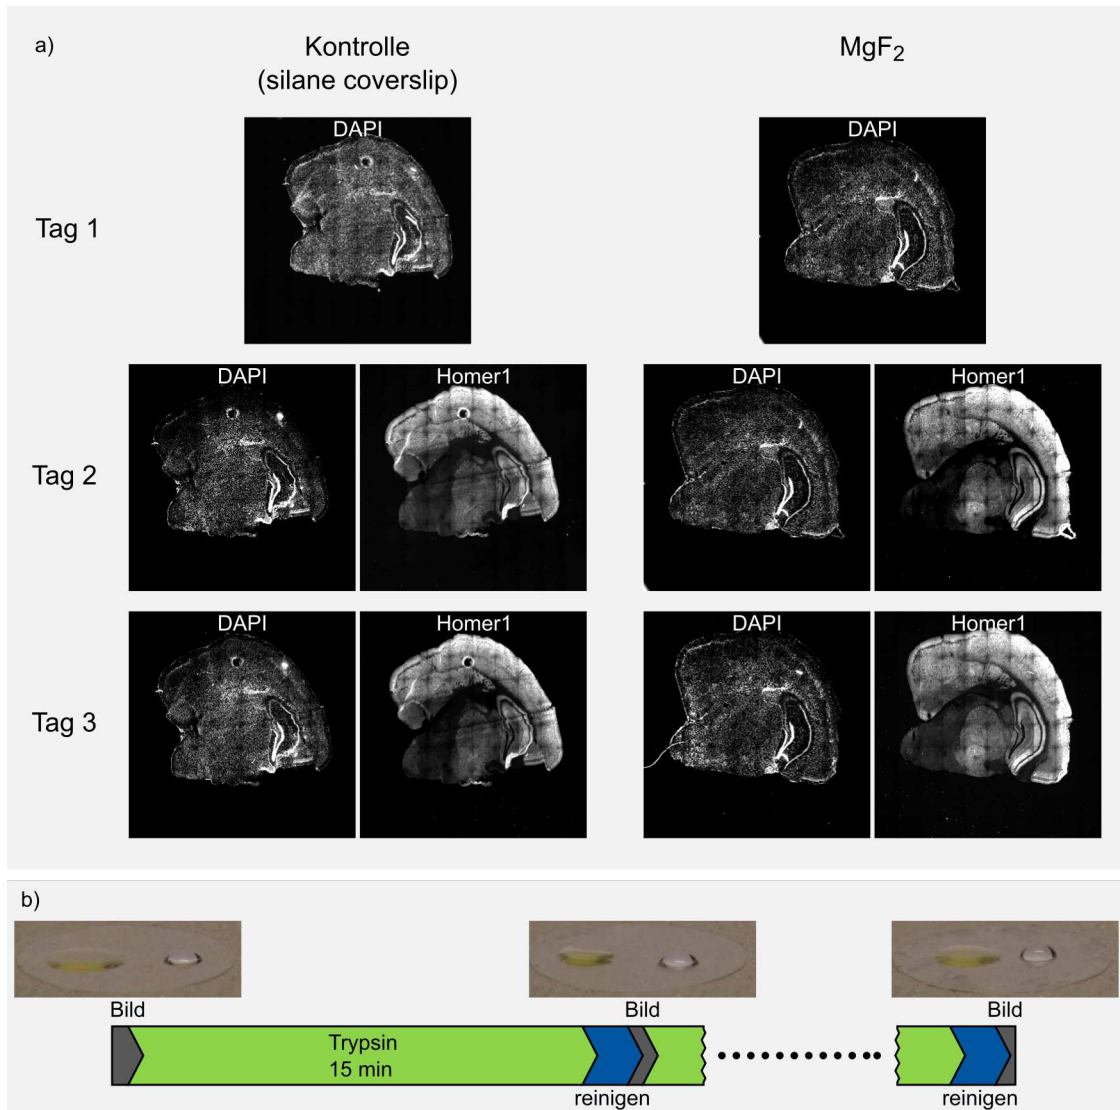 a)
Kontrolle
(silane coverslip)
MgF2
DAPI
DAPI
Tag 1
DAPI
Homer1
DAPI
Homer1
Tag 2
DAPI
Homer1
DAPI
Homer1
Tag 3
b)
Bild
Bild
Bild
Trypsin
15 min
reinigen
reinigen